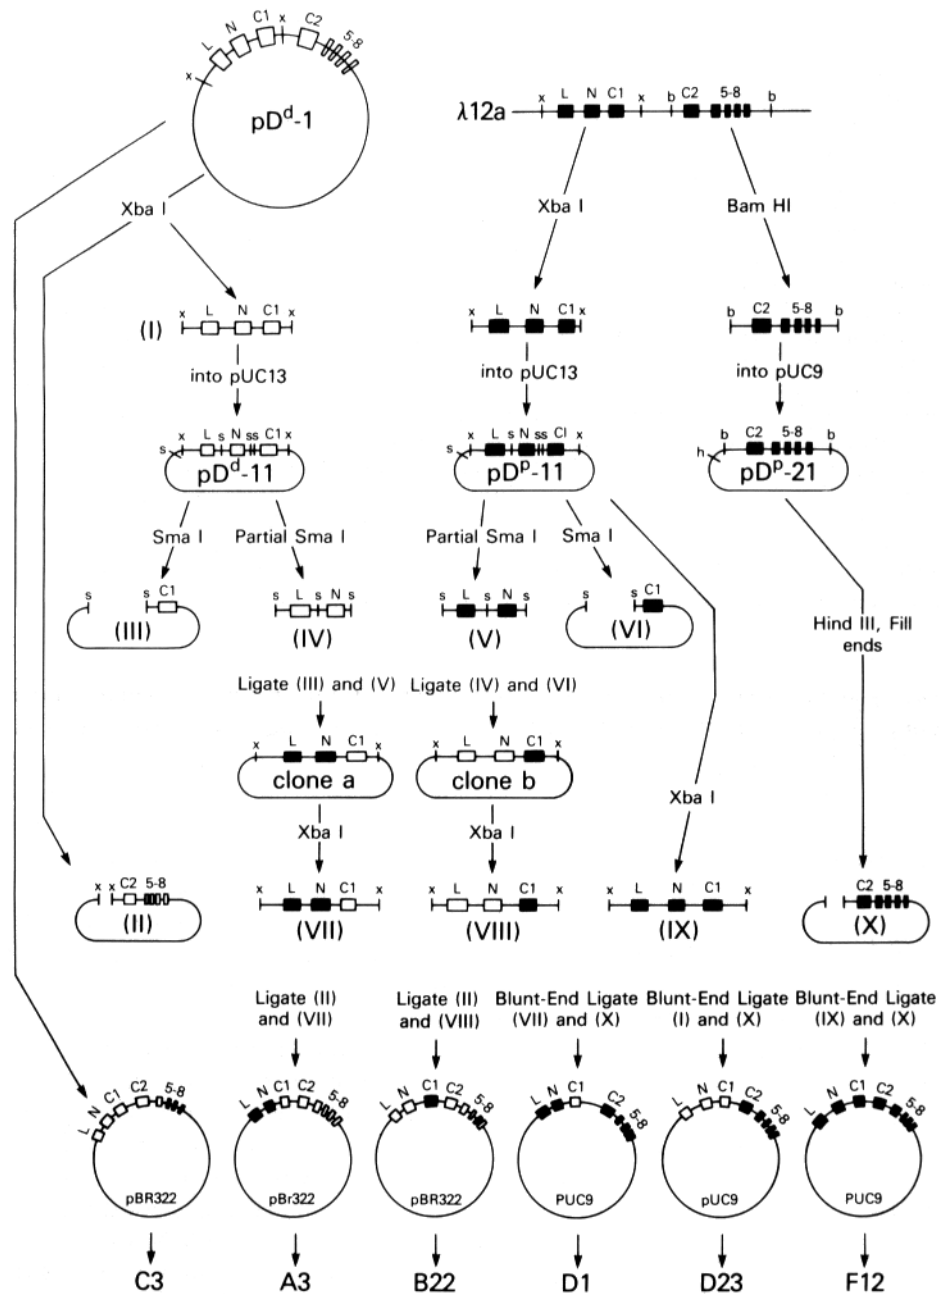 x L N C1 x C2 5-8
pDᵈ-1
λ12a x L N C1 x b C2 5-8 b
Xba I
Xba I
Bam HI
(I) x L N C1 x
x L N C1 x
b C2 5-8 b
into pUC13
into pUC13
into pUC9
s x L s N ss C1 x
s x L s N ss Cl x
h b C2 5-8 b
pDᵈ-11
pDᵖ-11
pDᵖ-21
Sma I
Partial Sma I
Partial Sma I
Sma I
s s C1
(III)
s L s N s
(IV)
s L s N s
(V)
s s C1
(VI)
Hind III, Fill
ends
Ligate (III) and (V)
Ligate (IV) and (VI)
x L N C1 x
clone a
x L N C1 x
clone b
Xba I
Xba I
Xba I
x x C2 5-8
(II)
x L N C1 x
(VII)
x L N C1 x
(VIII)
x L N C1 x
(IX)
C2 5-8
(X)
Ligate (II)
and (VII)
Ligate (II)
and (VIII)
Blunt-End Ligate
(VII) and (X)
Blunt-End Ligate
(I) and (X)
Blunt-End Ligate
(IX) and (X)
L N C1 C2 5-8
L N C1 C2 5-8
L N C1 C2 5-8
L N C1 C2 5-8
L N C1 C2 5-8
L N C1 C2 5-8
pBR322
pBr322
pBR322
PUC9
pUC9
PUC9
C3
A3
B22
D1
D23
F12